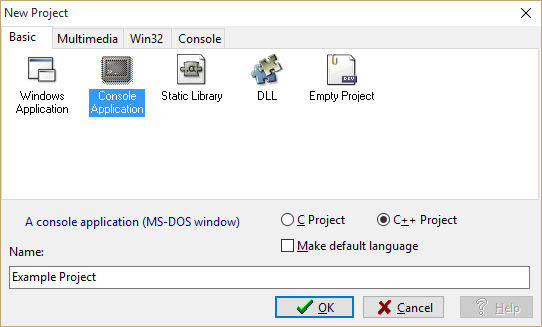 New Project
Basic Multimedia Win32 Console
Windows Application
Console Application
Static Library
DLL
DEV
Empty Project
A console application (MS-DOS window)
C Project
C++ Project
Make default language
Name:
Example Project
OK
Cancel
Help